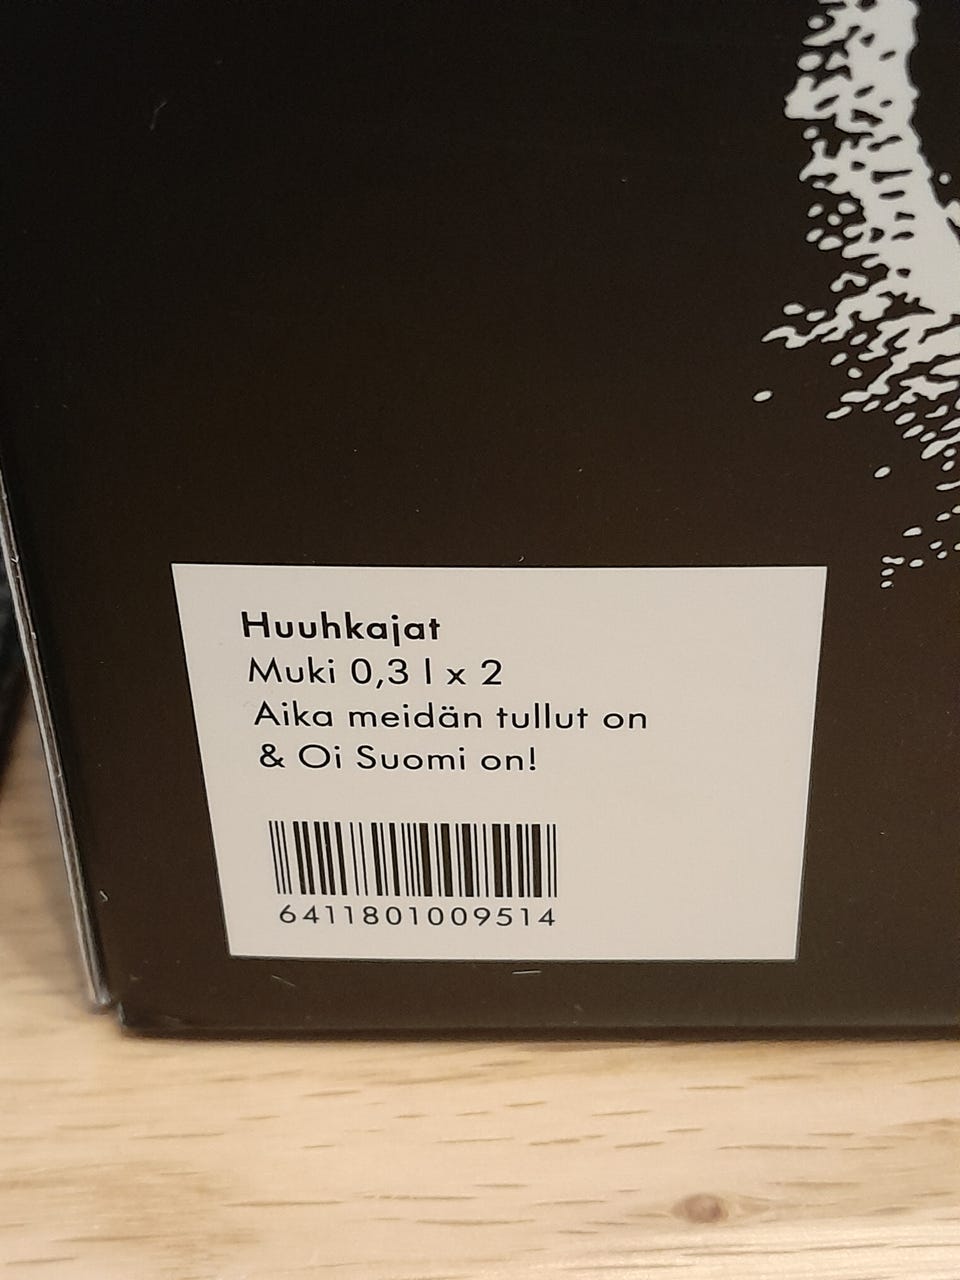 Huuhkajat
Muki 0,3 l x 2
Aika meidän tullut on
& Oi Suomi on!
6411801009514